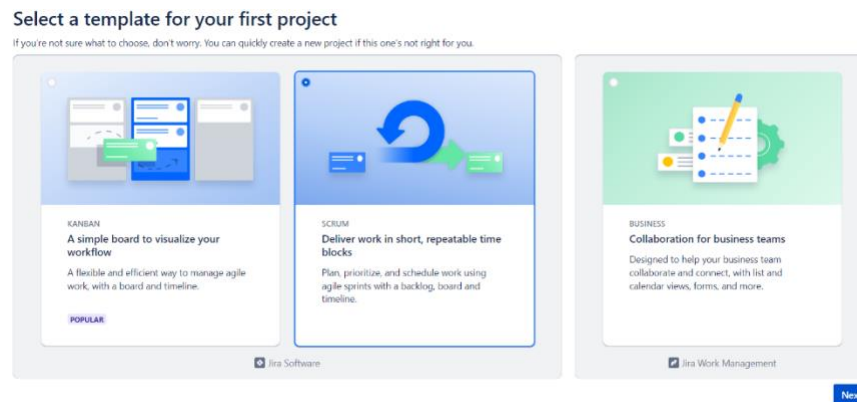 Select a template for your first project
If you're not sure what to choose, don't worry. You can quickly create a new project if this one's not right for you.
KANBAN
A simple board to visualize your
workflow
A flexible and efficient way to manage agile
work, with a board and timeline.
POPULAR
SCRUM
Deliver work in short, repeatable time
blocks
Plan, prioritize, and schedule work using
agile sprints with a backlog, board and
timeline.
Jira Software
BUSINESS
Collaboration for business teams
Designed to help your business team
collaborate and connect, with list and
calendar views, forms, and more.
Jira Work Management